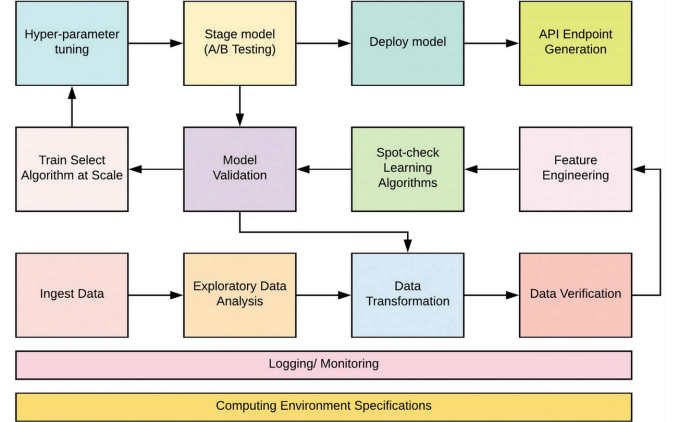 Hyper-parameter
tuning
Stage model
(A/B Testing)
Deploy model
API Endpoint
Generation
Train Select
Algorithm at Scale
Model
Validation
Spot-check
Learning
Algorithms
Feature
Engineering
Ingest Data
Exploratory Data
Analysis
Data
Transformation
Data Verification
Logging/ Monitoring
Computing Environment Specifications